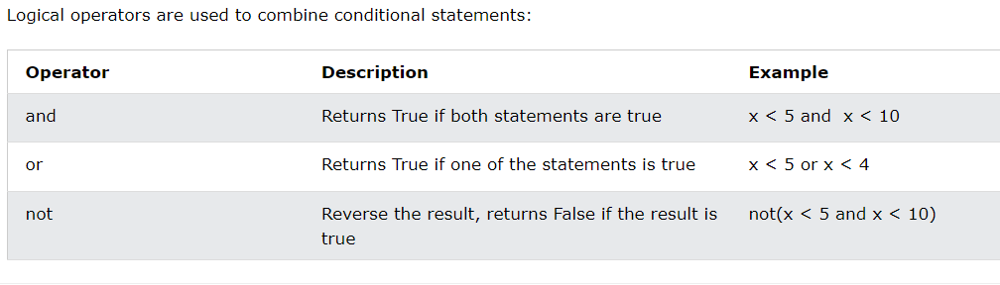 Logical operators are used to combine conditional statements:
Operator Description Example
and Returns True if both statements are true x < 5 and  x < 10
or Returns True if one of the statements is true x < 5 or x < 4
not Reverse the result, returns False if the result is not(x < 5 and x < 10)
true